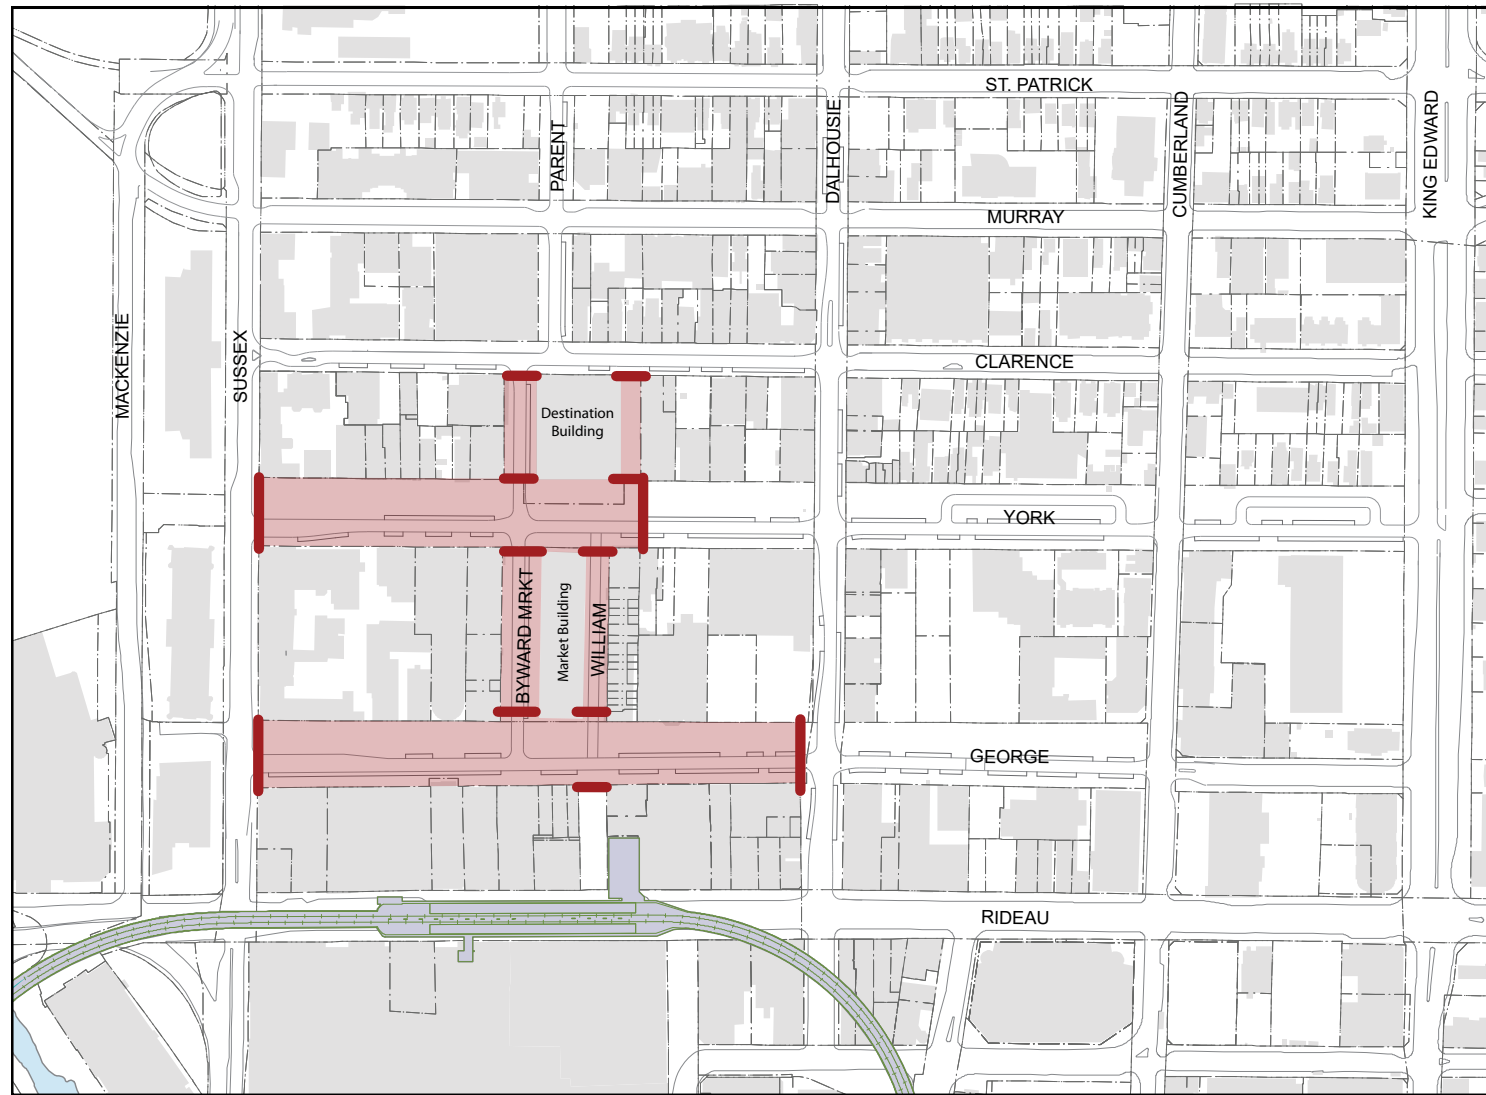 ST. PATRICK
PARENT
DALHOUSIE
CUMBERLAND
KING EDWARD
MURRAY
MACKENZIE
SUSSEX
CLARENCE
Destination
Building
YORK
BYWARD MRKT
Market Building
WILLIAM
GEORGE
RIDEAU